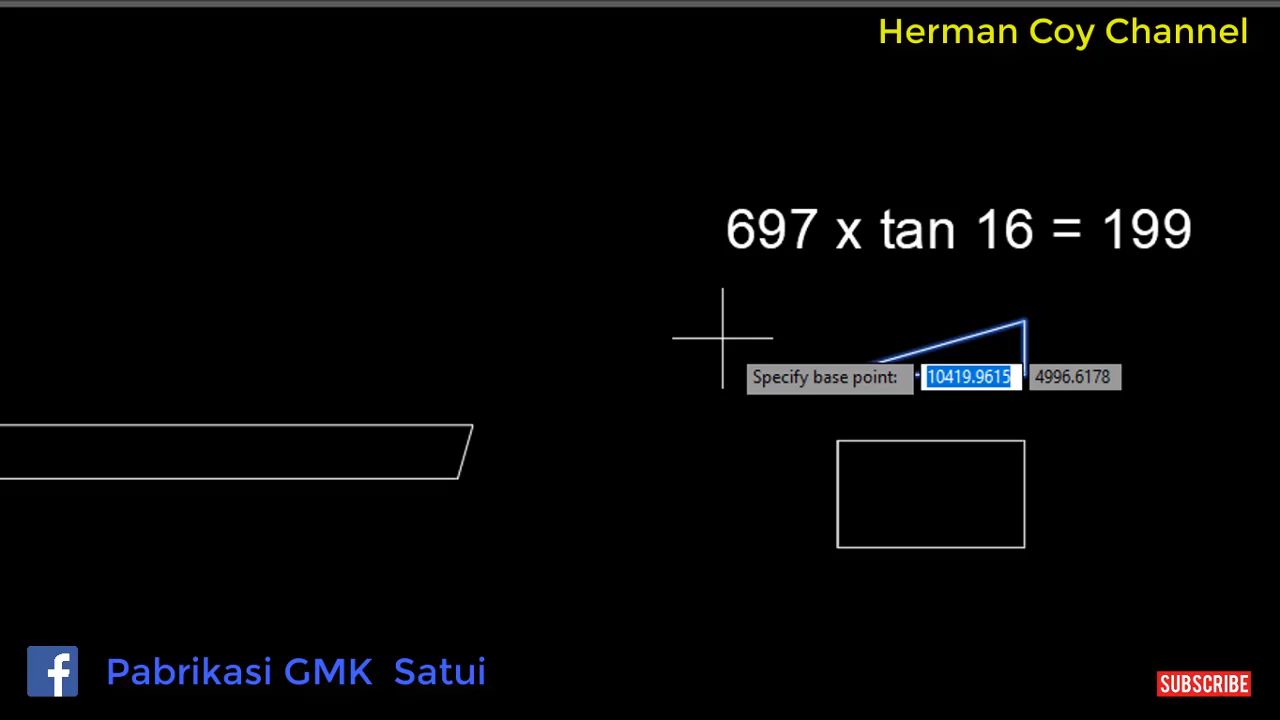 Herman Coy Channel
697 x tan 16 = 199
Specify base point: 10419.9615 4996.6178
Pabrikasi GMK Satui
SUBSCRIBE